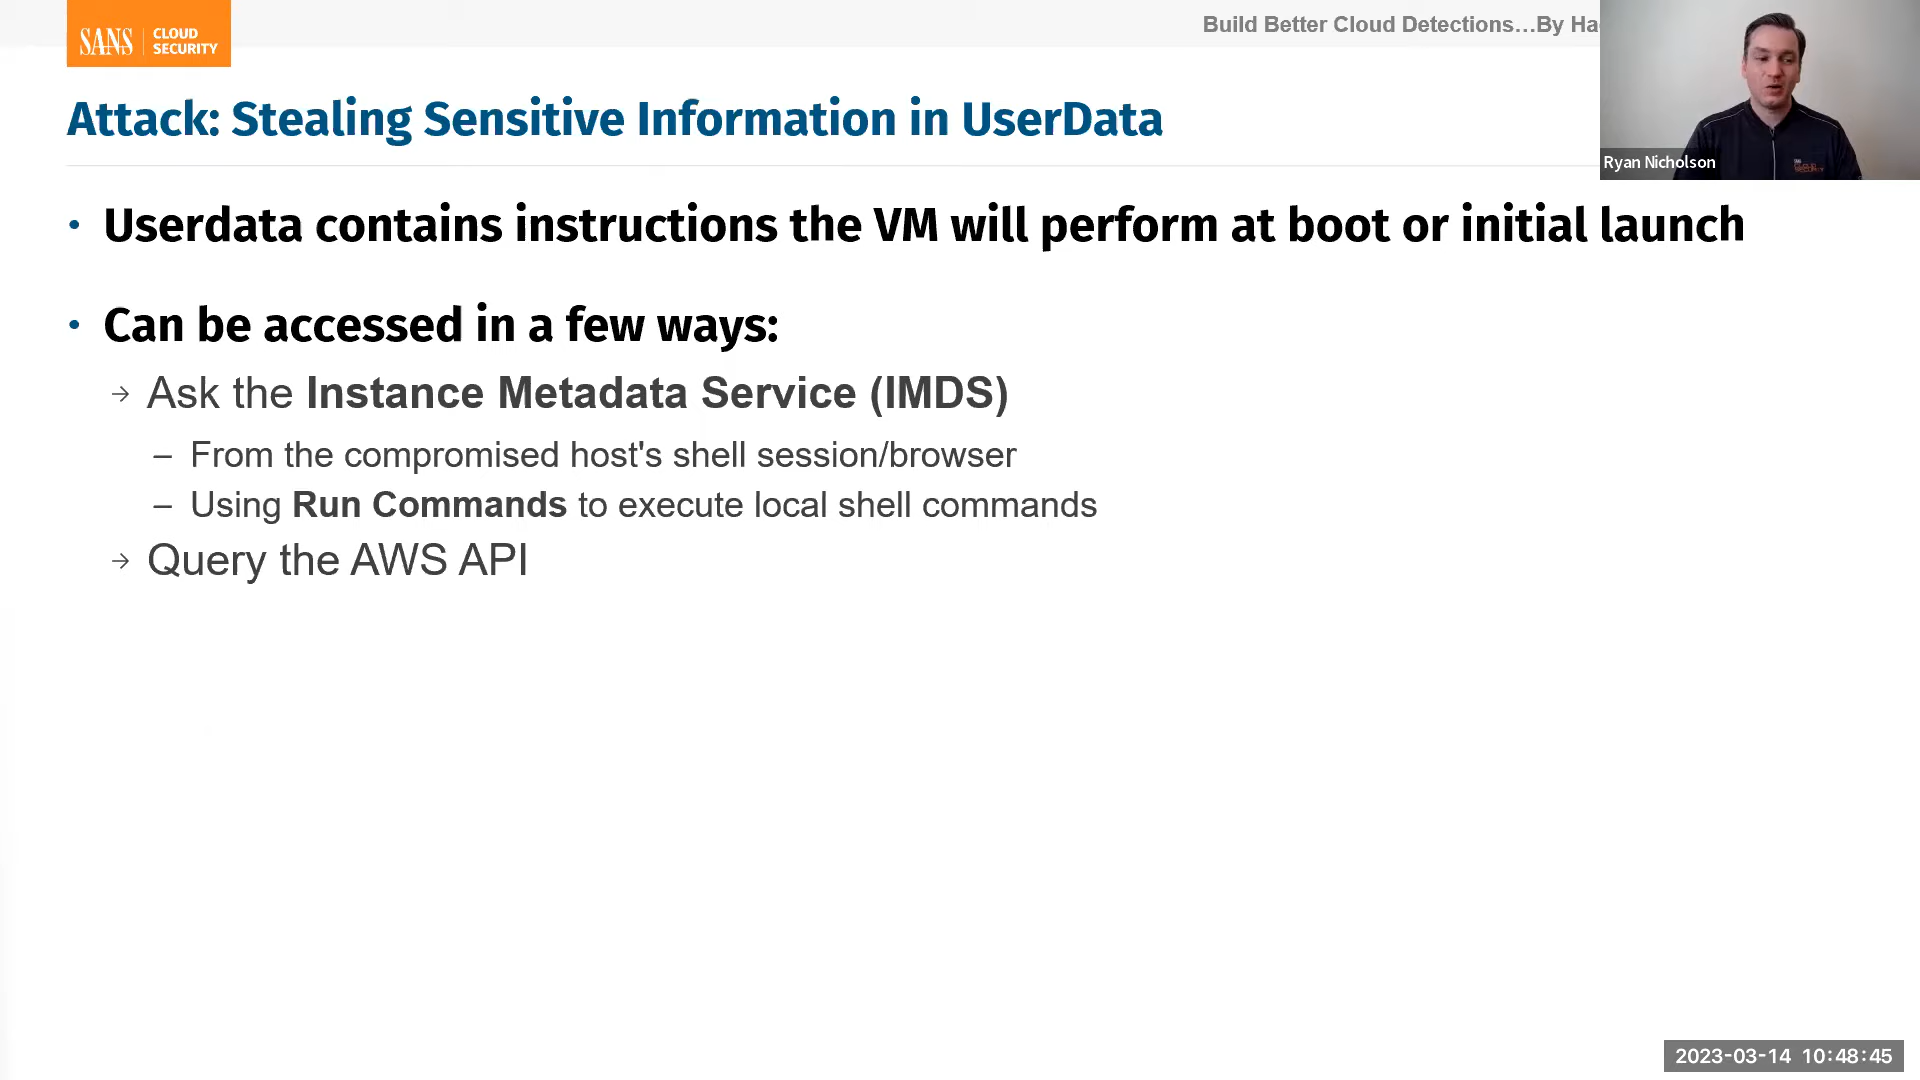 SANS
CLOUD
SECURITY
Build Better Cloud Detections…By Ha
Attack: Stealing Sensitive Information in UserData
Ryan Nicholson
• Userdata contains instructions the VM will perform at boot or initial launch
• Can be accessed in a few ways:
→ Ask the Instance Metadata Service (IMDS)
– From the compromised host's shell session/browser
– Using Run Commands to execute local shell commands
→ Query the AWS API
2023-03-14 10:48:45